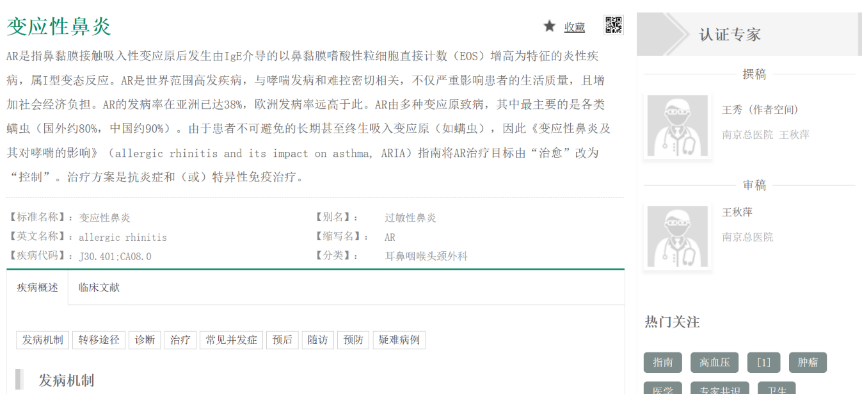 变应性鼻炎
收藏
AR是指鼻黏膜接触吸入性变应原后发生由IgE介导的以鼻黏膜嗜酸性粒细胞直接计数（EOS）增高为特征的炎性疾
病，属I型变态反应。AR是世界范围高发疾病，与哮喘发病和难控密切相关，不仅严重影响患者的生活质量，且增
加社会经济负担。AR的发病率在亚洲已达38%，欧洲发病率远高于此。AR由多种变应原致病，其中最主要的是各类
螨虫（国外约80%，中国约90%）。由于患者不可避免的长期甚至终生吸入变应原（如螨虫），因此《变应性鼻炎及
其对哮喘的影响》（allergic rhinitis and its impact on asthma, ARIA）指南将AR治疗目标由“治愈”改为
“控制”。治疗方案是抗炎症和（或）特异性免疫治疗。
【标准名称】： 变应性鼻炎 【别名】： 过敏性鼻炎
【英文名称】： allergic rhinitis 【缩写名】： AR
【疾病代码】： J30.401;CA08.0 【分类】： 耳鼻咽喉头颈外科
疾病概述 临床文献
发病机制 转移途径 诊断 治疗 常见并发症 预后 随访 预防 疑难病例
发病机制
认证专家
撰稿
王秀（作者空间）
南京总医院 王秋萍
审稿
王秋萍
南京总医院
热门关注
指南 高血压 [1] 肿瘤
医学 专家共识 卫生